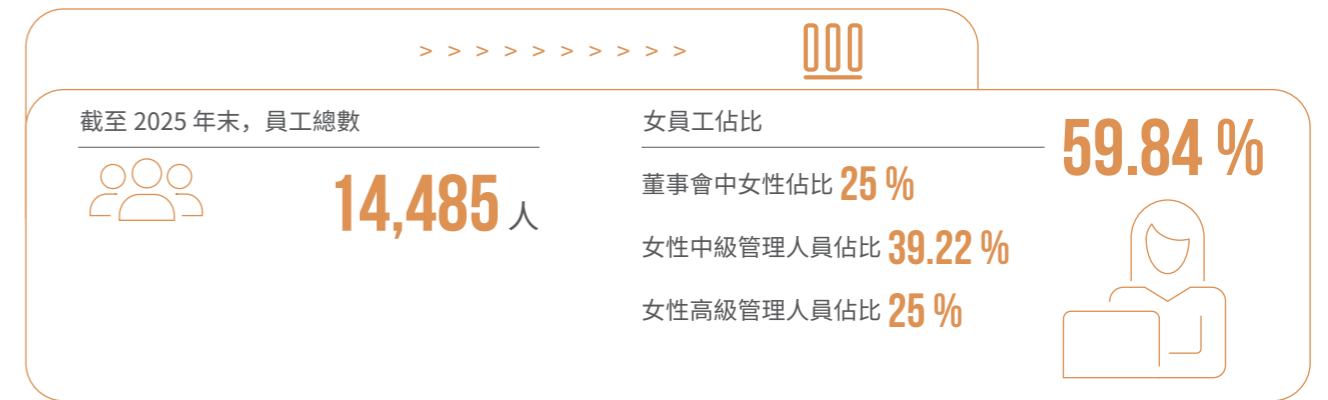 > > > > > > > > > >
截至 2025 年末，員工總數
14,485 人
女員工佔比
59.84 %
董事會中女性佔比 25 %
女性中級管理人員佔比 39.22 %
女性高級管理人員佔比 25 %